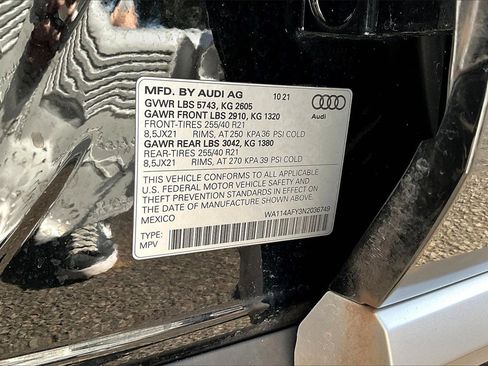 MFD. BY AUDI AG 10 21
GVWR LBS 5743, KG 2605
GAWR FRONT LBS 2910, KG 1320
FRONT-TIRES 255/40 R21
8,5JX21 RIMS, AT 250 KPA 36 PSI COLD
GAWR REAR LBS 3042, KG 1380
REAR-TIRES 255/40 R21
8,5JX21 RIMS, AT 270 KPA 39 PSI COLD
THIS VEHICLE CONFORMS TO ALL APPLICABLE
U.S. FEDERAL MOTOR VEHICLE SAFETY AND
THEFT PREVENTION STANDARDS IN EFFECT ON
THE DATE OF MANUFACTURE SHOWN ABOVE.
MEXICO
WA114AFY3N2036749
TYPE:
MPV
Audi